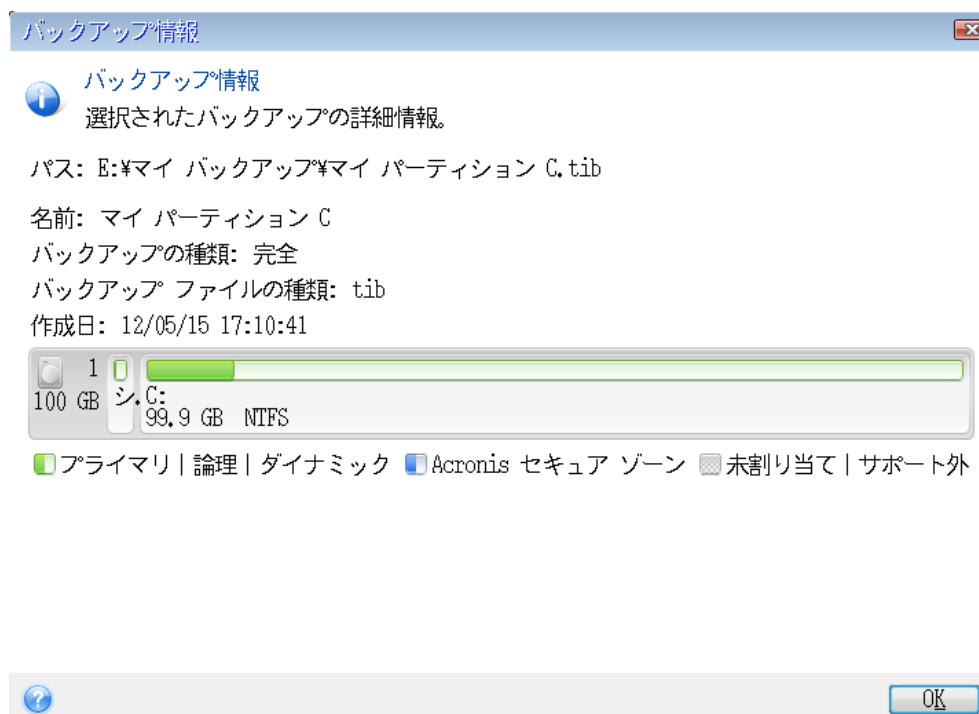 バックアップ情報
バックアップ情報
選択されたバックアップの詳細情報。
パス: E:¥マイ バックアップ¥マイ パーティション C.tib
名前: マイ パーティション C
バックアップの種類: 完全
バックアップ ファイルの種類: tib
作成日: 12/05/15 17:10:41
1
100 GB シ. C:
99.9 GB NTFS
プライマリ | 論理 | ダイナミック Acronis セキュア ゾーン 未割り当て | サポート外
OK